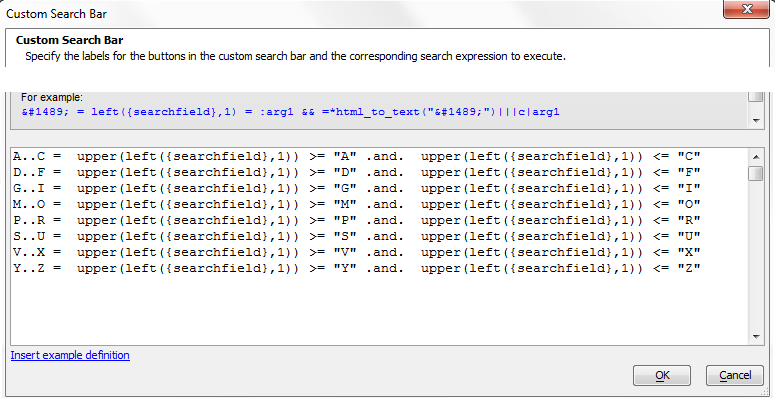 Custom Search Bar
Custom Search Bar
Specify the labels for the buttons in the custom search bar and the corresponding search expression to execute.
For example:
&#1489; = left({searchfield},1) = :arg1 && =*html_to_text("&#1489;")|||c|arg1
A..C =  upper(left({searchfield},1)) >= "A" .and.  upper(left({searchfield},1)) <= "C"
D..F =  upper(left({searchfield},1)) >= "D" .and.  upper(left({searchfield},1)) <= "F"
G..I =  upper(left({searchfield},1)) >= "G" .and.  upper(left({searchfield},1)) <= "I"
M..O =  upper(left({searchfield},1)) >= "M" .and.  upper(left({searchfield},1)) <= "O"
P..R =  upper(left({searchfield},1)) >= "P" .and.  upper(left({searchfield},1)) <= "R"
S..U =  upper(left({searchfield},1)) >= "S" .and.  upper(left({searchfield},1)) <= "U"
V..X =  upper(left({searchfield},1)) >= "V" .and.  upper(left({searchfield},1)) <= "X"
Y..Z =  upper(left({searchfield},1)) >= "Y" .and.  upper(left({searchfield},1)) <= "Z"
Insert example definition
OK
Cancel